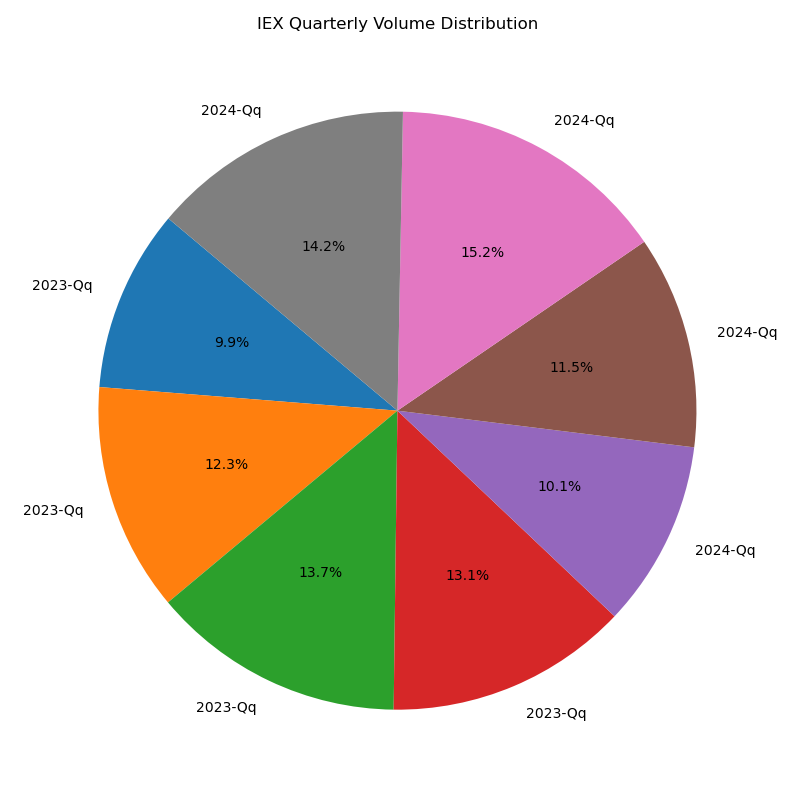 IEX Quarterly Volume Distribution
2024-Qq
2024-Qq
14.2%
15.2%
2023-Qq
9.9%
2024-Qq
11.5%
12.3%
2023-Qq
10.1%
2024-Qq
13.7%
13.1%
2023-Qq
2023-Qq